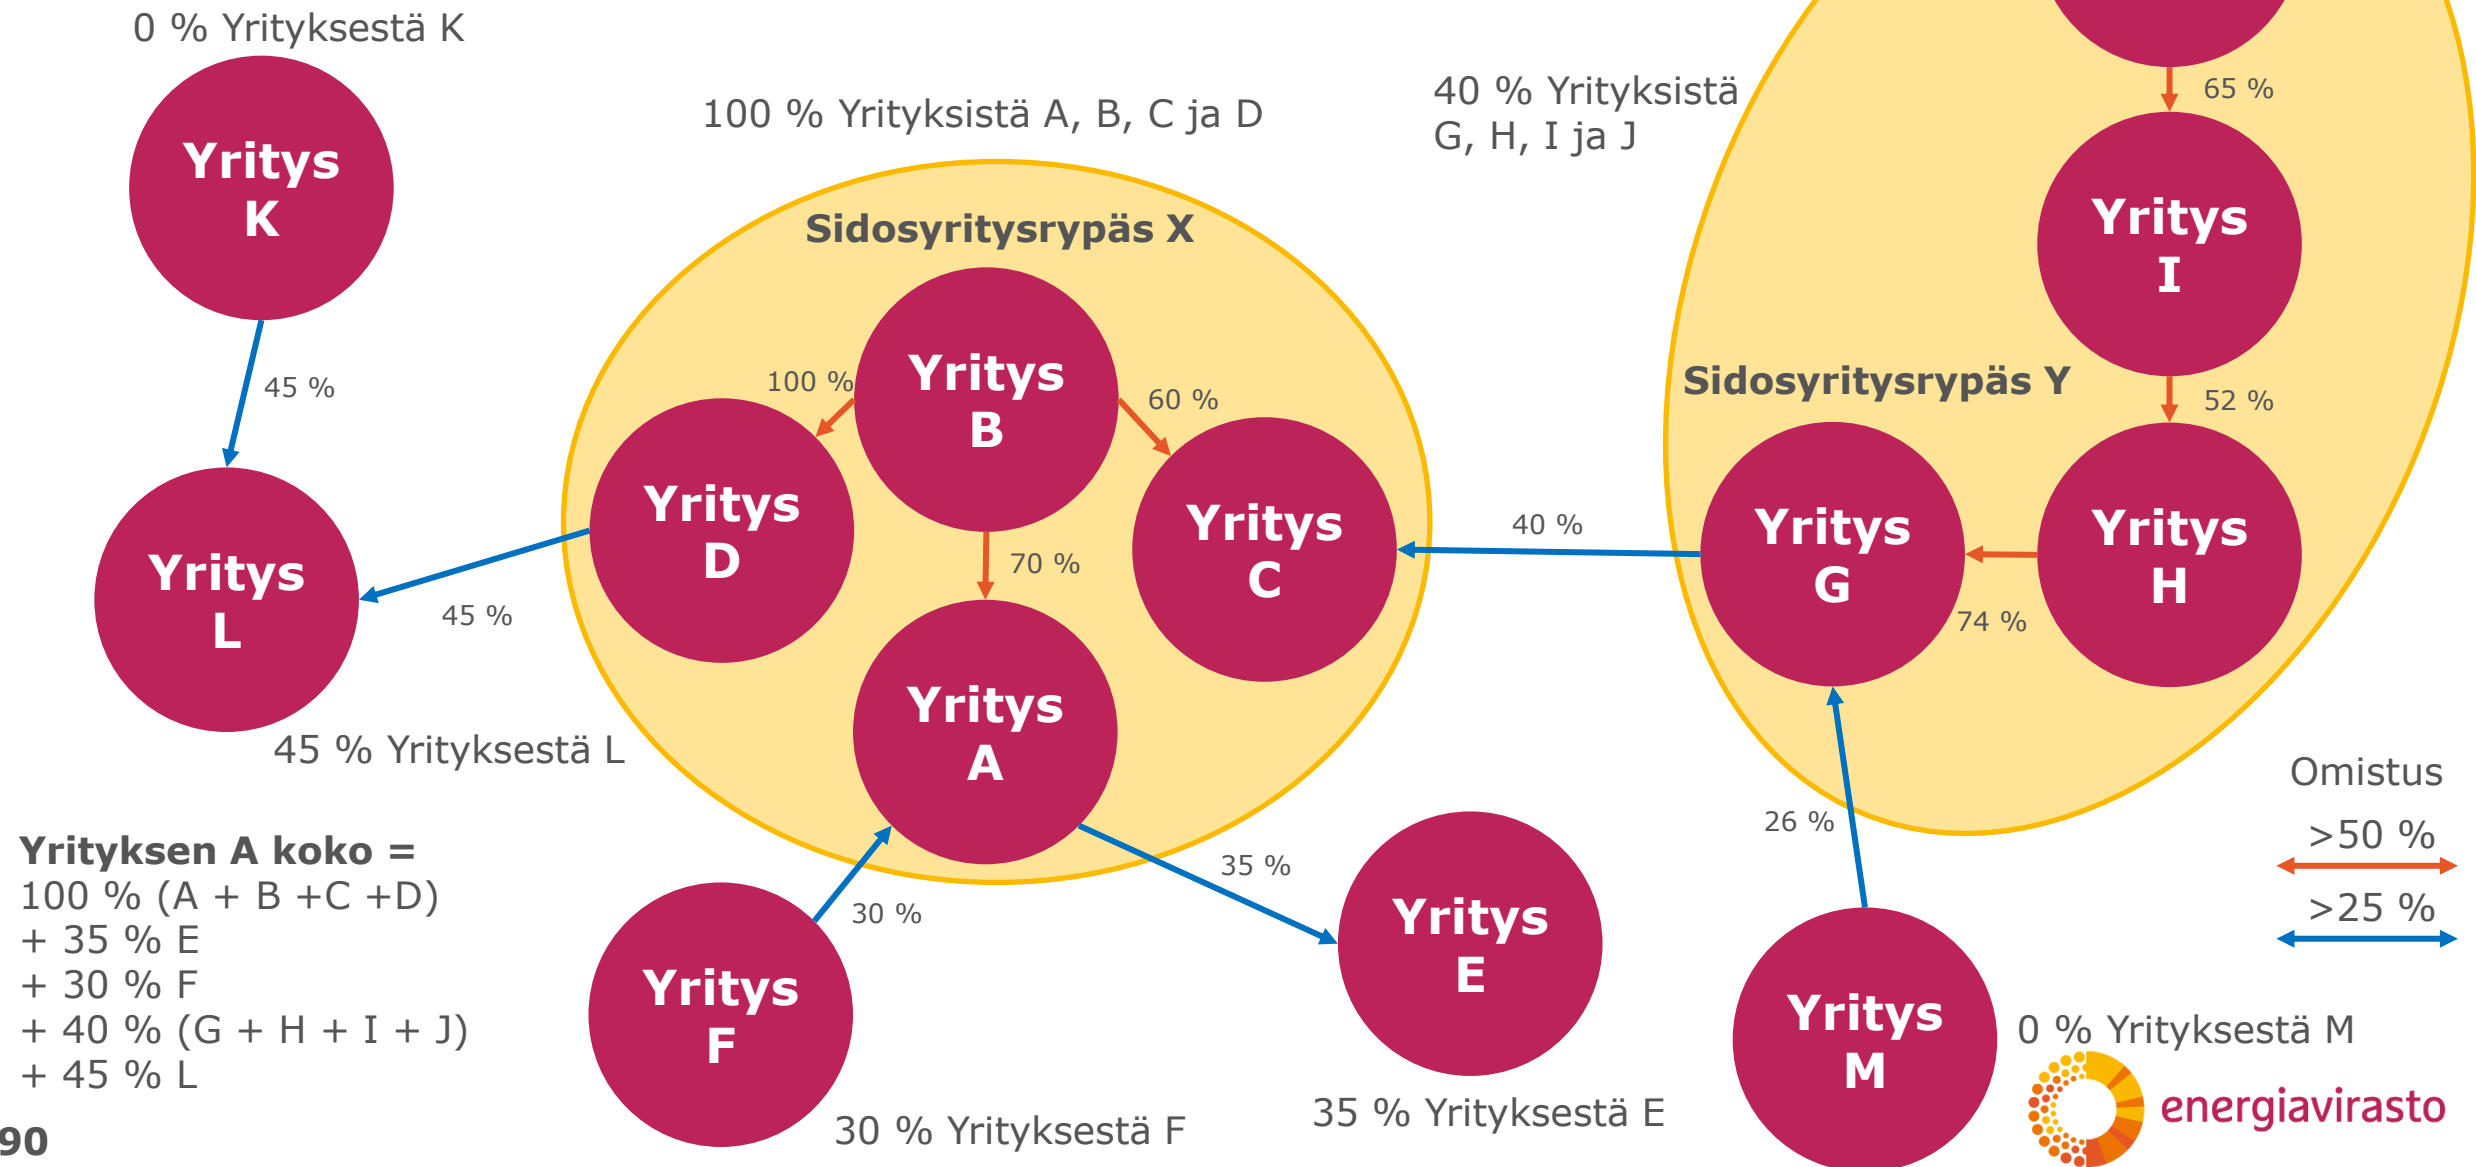 0 % Yrityksestä K
Yritys
K
45 %
Yritys
L
45 %
45 % Yrityksestä L
100 % Yrityksistä A, B, C ja D
Sidosyritysrypäs X
Yritys
B
100 %
60 %
70 %
Yritys
D
Yritys
C
Yritys
A
40 % Yrityksistä
G, H, I ja J
65 %
Yritys
I
52 %
Sidosyritysrypäs Y
Yritys
G
Yritys
H
74 %
40 %
26 %
Yritys
M
0 % Yrityksestä M
35 %
Yritys
E
35 % Yrityksestä E
30 %
Yritys
F
30 % Yrityksestä F
Omistus
>50 %
>25 %
Yrityksen A koko =
100 % (A + B +C +D)
+ 35 % E
+ 30 % F
+ 40 % (G + H + I + J)
+ 45 % L
90
energiavirasto